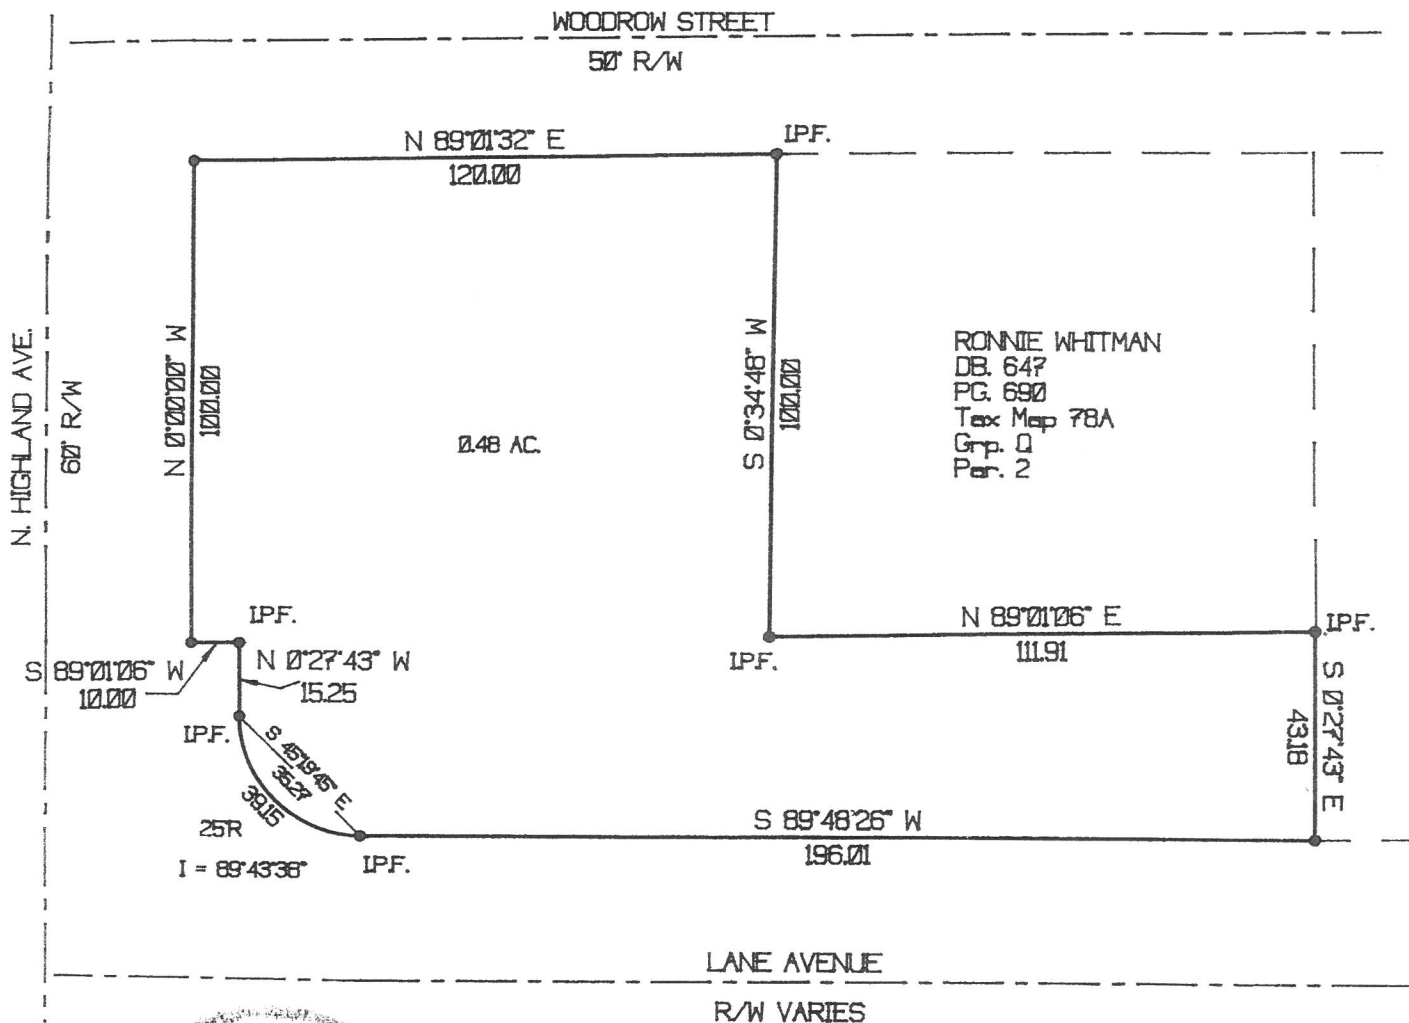 WOODROW STREET
50' R/W
N 89°01'32" E
120.00
I.P.F.
N. HIGHLAND AVE.
60' R/W
N 0°00'00" W
100.00
0.48 AC.
S 0°34'48" W
100.00
RONNIE WHITMAN
DB. 647
PG. 690
Tax Map 78A
Grp. Q
Par. 2
I.P.F.
S 89°01'06" W
10.00
N 0°27'43" W
15.25
I.P.F.
N 89°01'06" E
111.91
I.P.F.
S 0°27'43" E
43.18
I.P.F.
S 45°19'45" E
35.27
39.15
25'R
I = 89°43'38"
I.P.F.
S 89°48'26" W
196.01
LANE AVENUE
R/W VARIES